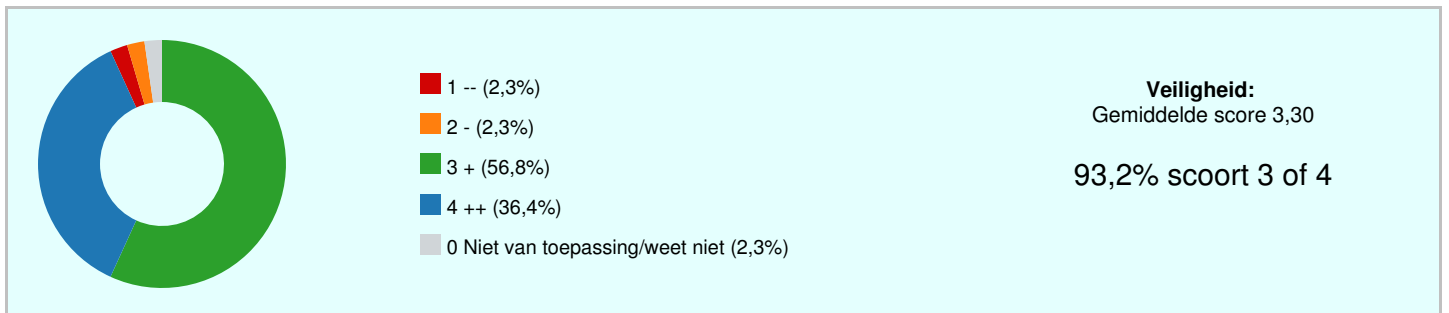 1 -- (2,3%)
2 - (2,3%)
3 + (56,8%)
4 ++ (36,4%)
0 Niet van toepassing/weet niet (2,3%)
Veiligheid:
Gemiddelde score 3,30
93,2% scoort 3 of 4